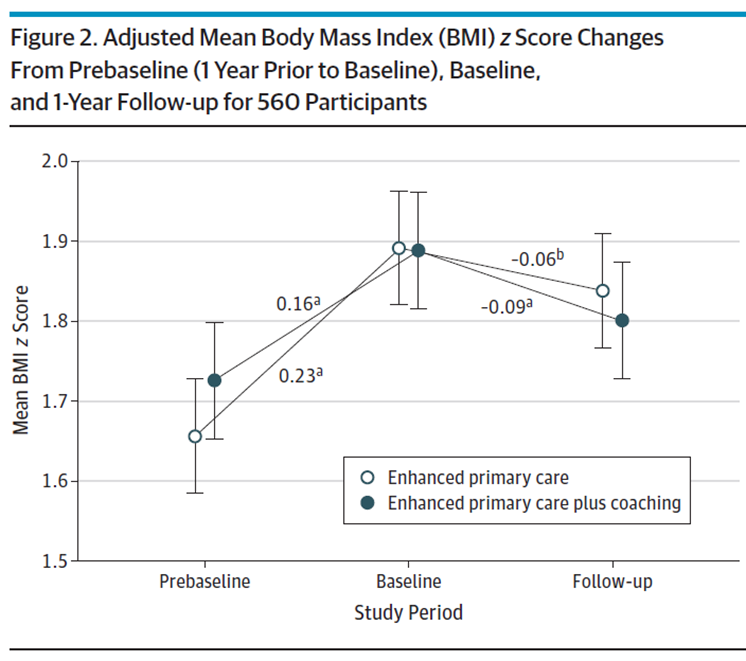 Figure 2. Adjusted Mean Body Mass Index (BMI) z Score Changes
From Prebaseline (1 Year Prior to Baseline), Baseline,
and 1-Year Follow-up for 560 Participants
2.0
1.9
1.8
1.7
1.6
1.5
Mean BMI z Score
0.16a
0.23a
-0.06b
-0.09a
Enhanced primary care
Enhanced primary care plus coaching
Prebaseline
Baseline
Follow-up
Study Period